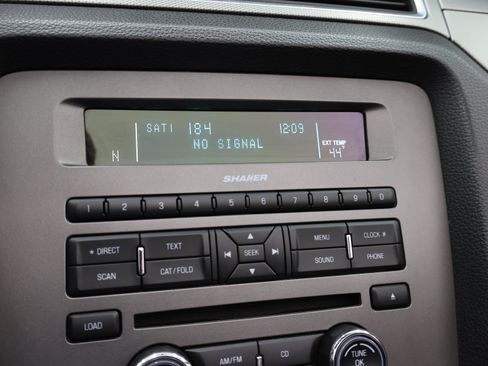 SAT1 184 12:09
NO SIGNAL
EXT TEMP
N 44°
SHAKER
1 2 3 4 5 6 7 8 9 0
* DIRECT TEXT SEEK MENU CLOCK #
SCAN CAT/FOLD SOUND PHONE
LOAD
AM/FM CD TUNE
OK